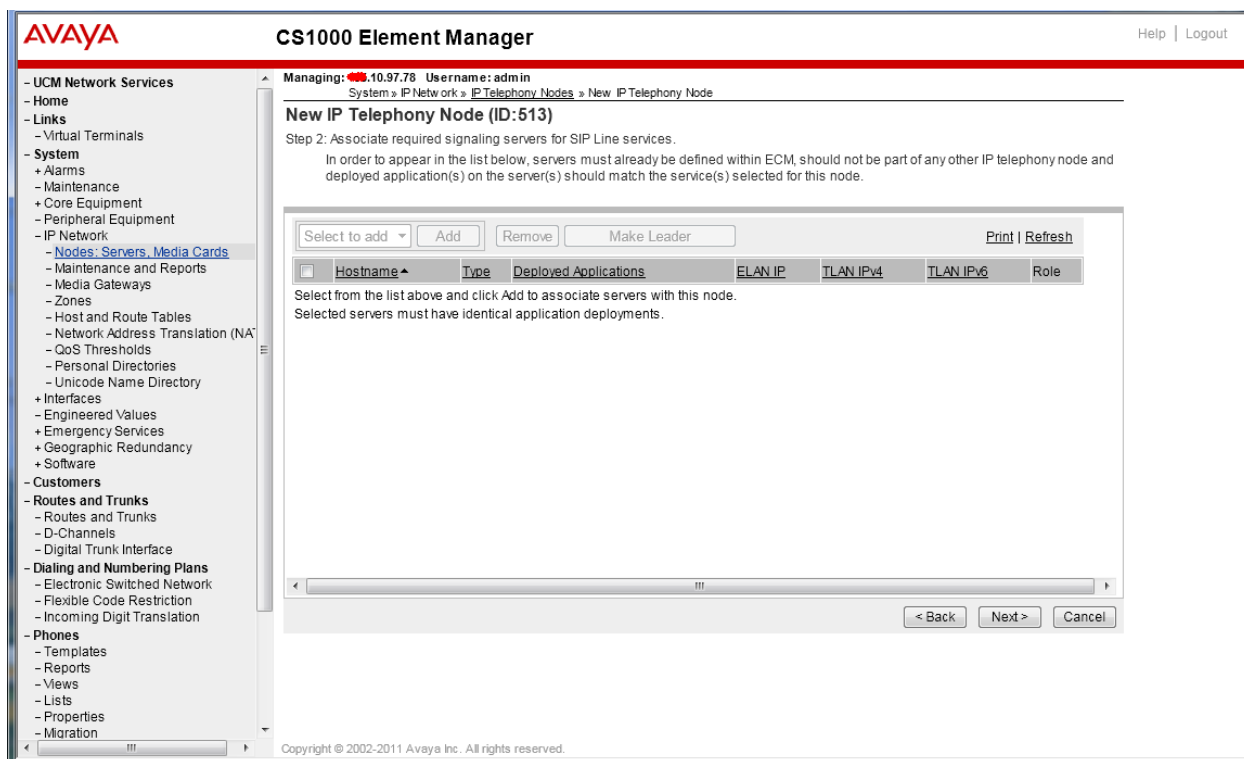 AVAYA
CS1000 Element Manager
Help | Logout
– UCM Network Services
– Home
– Links
– Virtual Terminals
– System
+ Alarms
– Maintenance
+ Core Equipment
– Peripheral Equipment
– IP Network
– Nodes: Servers, Media Cards
– Maintenance and Reports
– Media Gateways
– Zones
– Host and Route Tables
– Network Address Translation (NA
– QoS Thresholds
– Personal Directories
– Unicode Name Directory
+ Interfaces
– Engineered Values
+ Emergency Services
+ Geographic Redundancy
+ Software
– Customers
– Routes and Trunks
– Routes and Trunks
– D-Channels
– Digital Trunk Interface
– Dialing and Numbering Plans
– Electronic Switched Network
– Flexible Code Restriction
– Incoming Digit Translation
– Phones
– Templates
– Reports
– Views
– Lists
– Properties
– Migration
Managing: .10.97.78 Username: admin
System » IP Network » IP Telephony Nodes » New IP Telephony Node
New IP Telephony Node (ID:513)
Step 2: Associate required signaling servers for SIP Line services.
In order to appear in the list below, servers must already be defined within ECM, should not be part of any other IP telephony node and
deployed application(s) on the server(s) should match the service(s) selected for this node.
Select to add Add Remove Make Leader Print | Refresh
Hostname Type Deployed Applications ELAN IP TLAN IPv4 TLAN IPv6 Role
Select from the list above and click Add to associate servers with this node.
Selected servers must have identical application deployments.
< Back Next > Cancel
Copyright © 2002-2011 Avaya Inc. All rights reserved.